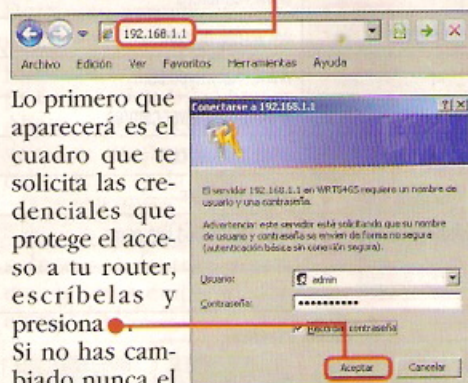 192.168.1.1
Archivo Edición Ver Favoritos Herramientas Ayuda
Lo primero que
aparecerá es el
cuadro que te
solicita las cre-
denciales que
protege el acce-
so a tu router,
escríbelas y
presiona .
Si no has cam-
biado nunca el
Conectarse a 192.168.1.1
El servidor 192.168.1.1 en WRT54GS requiere un nombre de
usuario y una contraseña.
Advertencia: este servidor está solicitando que su nombre
de usuario y contraseña se envíen de forma no segura
(autenticación básica sin conexión segura).
Usuario: admin
Contraseña: ••••••••••
Recordar contraseña
Aceptar Cancelar